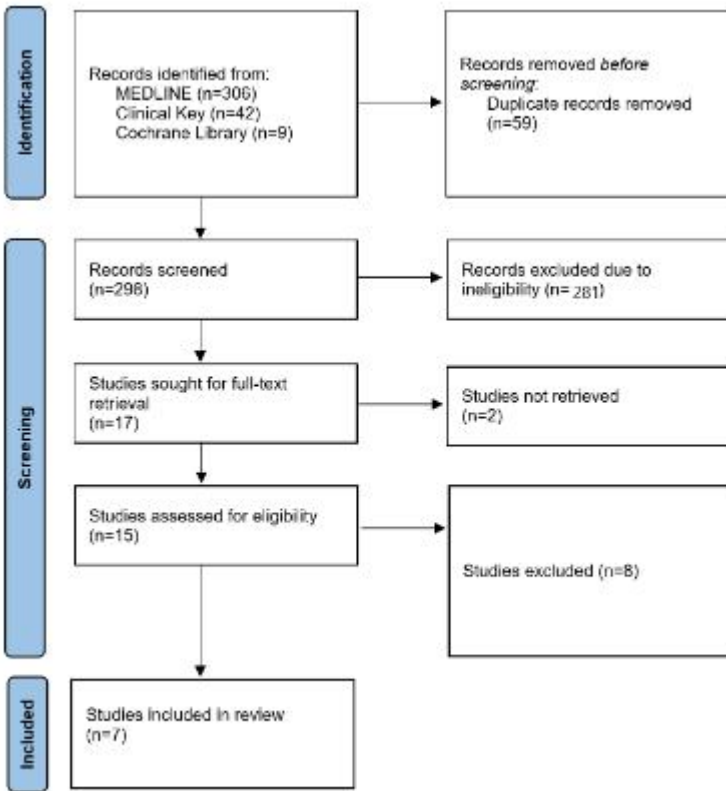 Identification
Records identified from:
MEDLINE (n=306)
Clinical Key (n=42)
Cochrane Library (n=9)
Records removed before
screening:
Duplicate records removed
(n=59)
Screening
Records screened
(n=298)
Records excluded due to
ineligibility (n= 281)
Studies sought for full-text
retrieval
(n=17)
Studies not retrieved
(n=2)
Studies assessed for eligibility
(n=15)
Studies excluded (n=8)
Included
Studies included in review
(n=7)